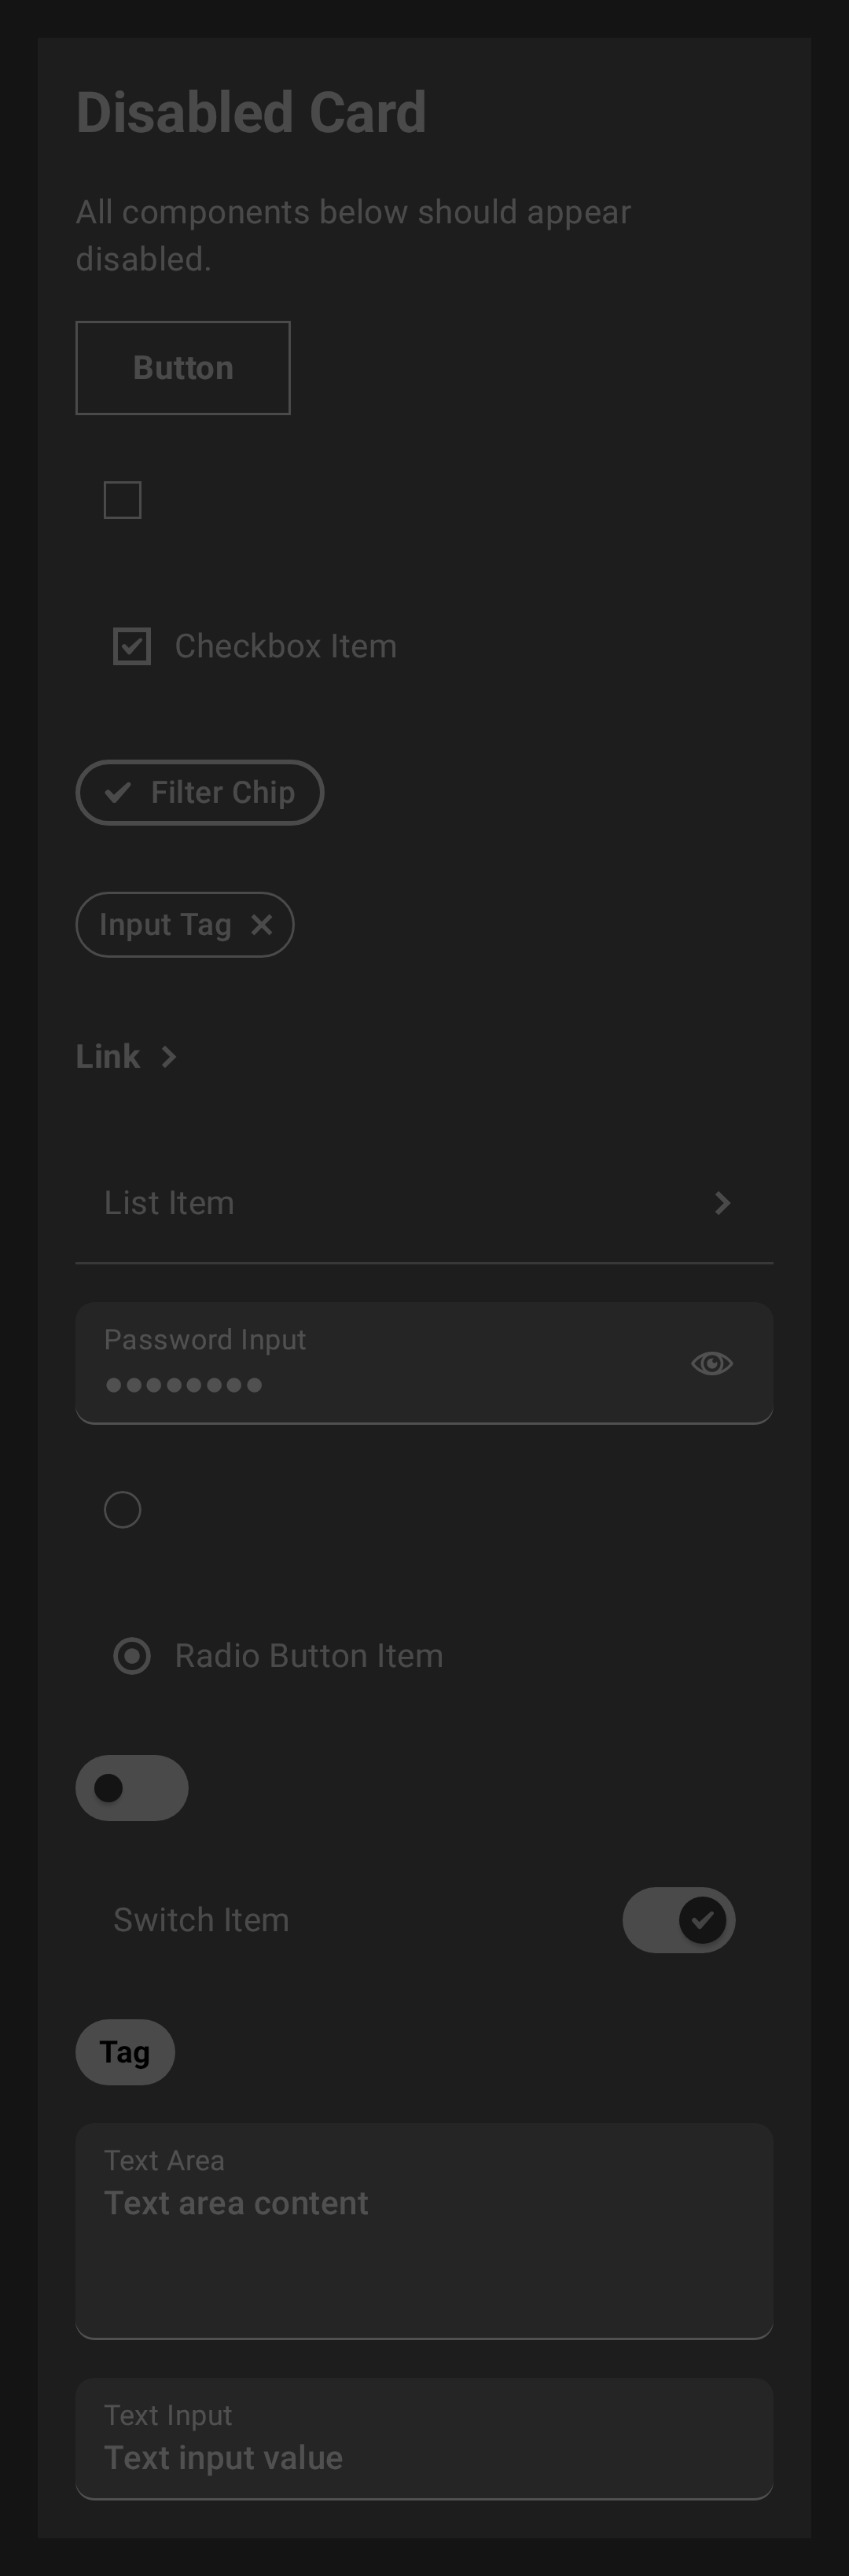 Disabled Card
All components below should appear
disabled.
Button
Checkbox Item
Filter Chip
Input Tag
Link
List Item
Password Input
••••••••
Radio Button Item
Switch Item
Tag
Text Area
Text area content
Text Input
Text input value